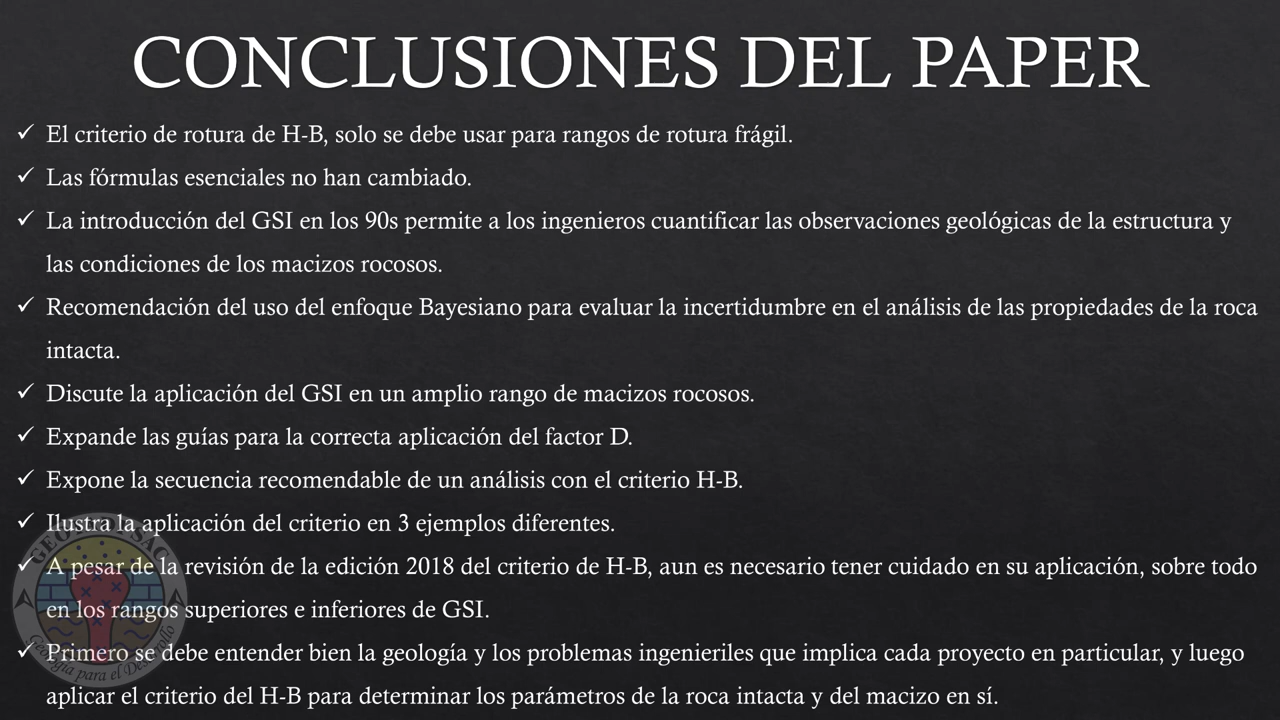 CONCLUSIONES DEL PAPER
✓ El criterio de rotura de H-B, solo se debe usar para rangos de rotura frágil.
✓ Las fórmulas esenciales no han cambiado.
✓ La introducción del GSI en los 90s permite a los ingenieros cuantificar las observaciones geológicas de la estructura y
las condiciones de los macizos rocosos.
✓ Recomendación del uso del enfoque Bayesiano para evaluar la incertidumbre en el análisis de las propiedades de la roca
intacta.
✓ Discute la aplicación del GSI en un amplio rango de macizos rocosos.
✓ Expande las guías para la correcta aplicación del factor D.
✓ Expone la secuencia recomendable de un análisis con el criterio H-B.
✓ Ilustra la aplicación del criterio en 3 ejemplos diferentes.
✓ A pesar de la revisión de la edición 2018 del criterio de H-B, aun es necesario tener cuidado en su aplicación, sobre todo
en los rangos superiores e inferiores de GSI.
✓ Primero se debe entender bien la geología y los problemas ingenieriles que implica cada proyecto en particular, y luego
aplicar el criterio del H-B para determinar los parámetros de la roca intacta y del macizo en sí.
Geología para el Desarrollo